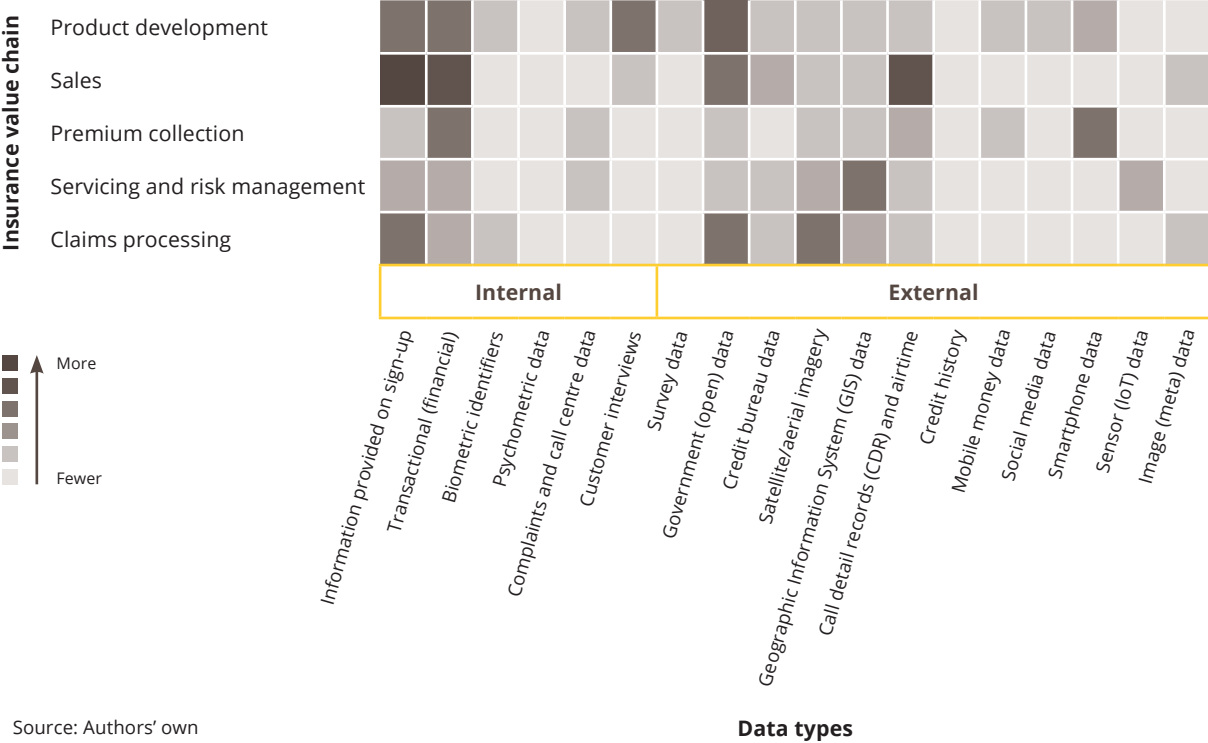 Insurance value chain
Product development
Sales
Premium collection
Servicing and risk management
Claims processing
Internal
External
More
Fewer
Information provided on sign-up
Transactional (financial)
Biometric identifiers
Psychometric data
Complaints and call centre data
Customer interviews
Survey data
Government (open) data
Credit bureau data
Satellite/aerial imagery
Geographic Information System (GIS) data
Call detail records (CDR) and airtime
Credit history
Mobile money data
Social media data
Smartphone data
Sensor (IoT) data
Image (meta) data
Source: Authors’ own
Data types